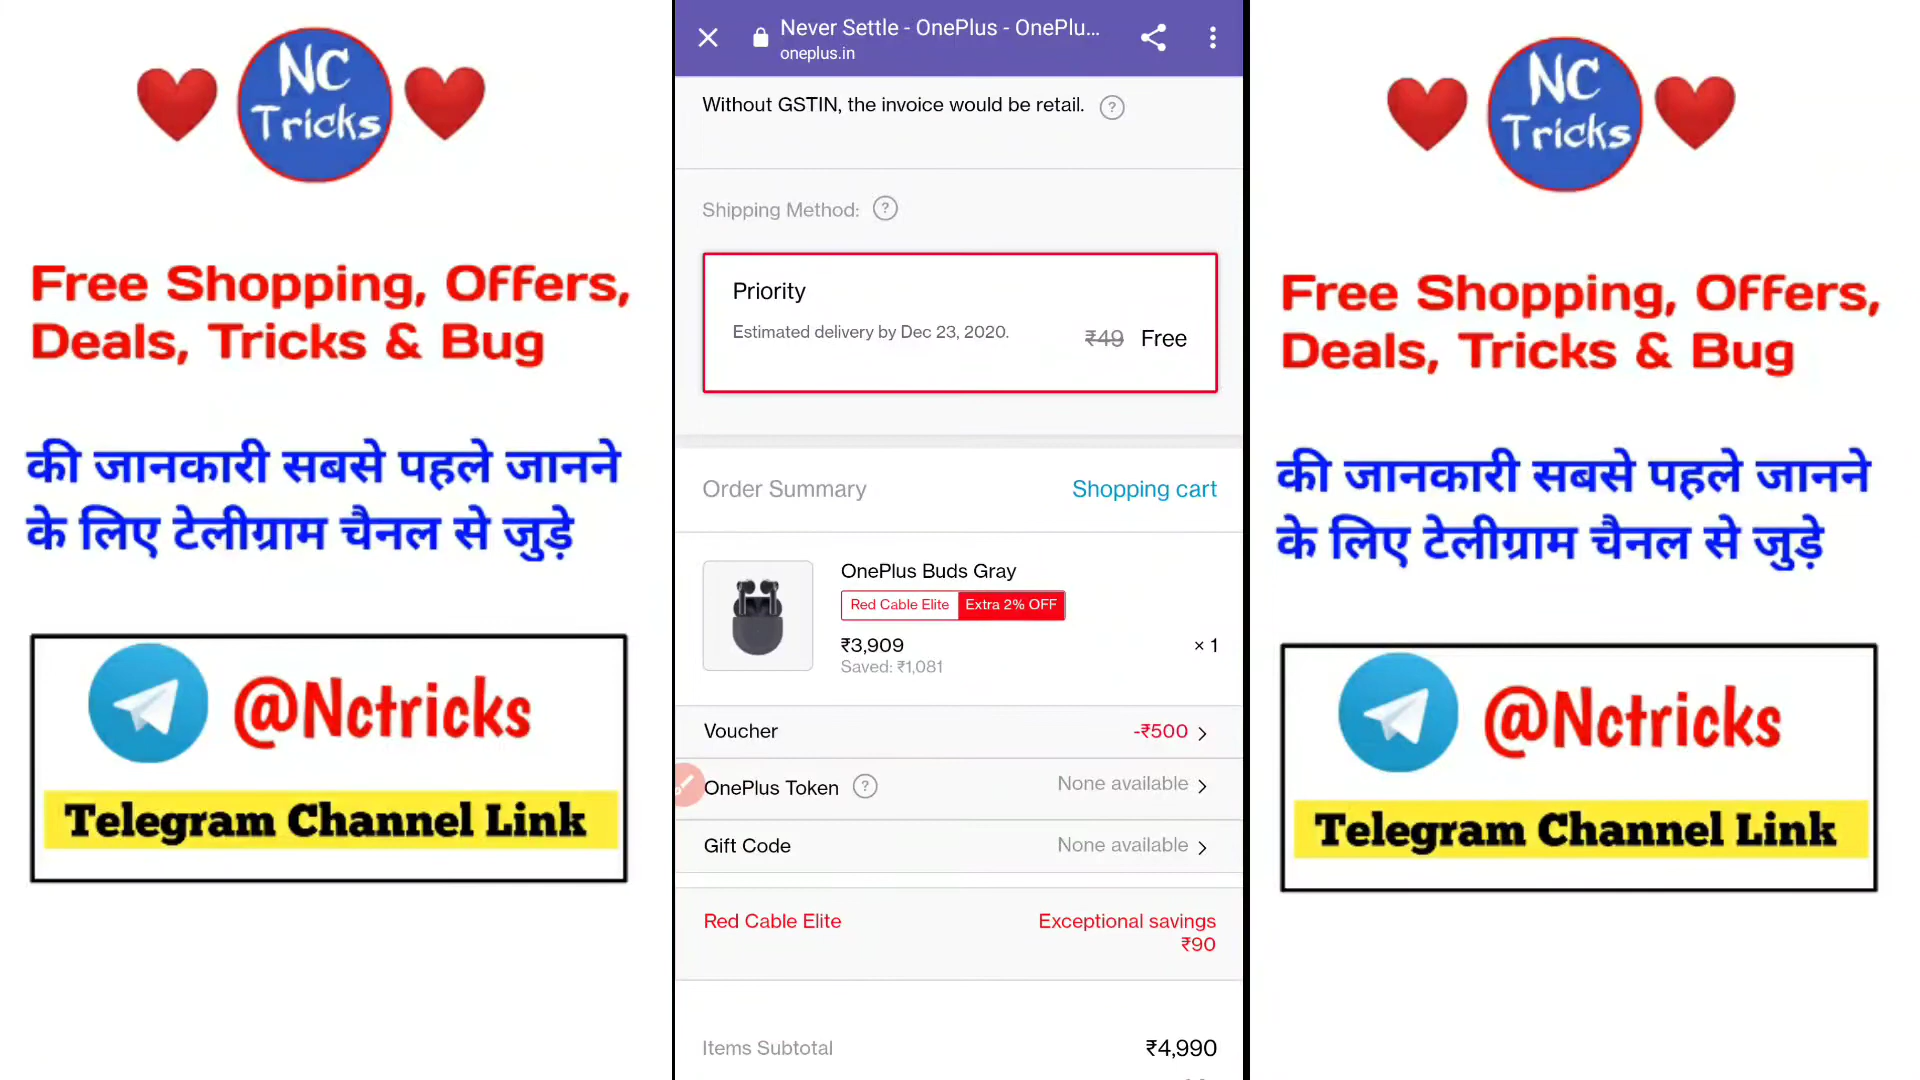 NC
Tricks
Free Shopping, Offers,
Deals, Tricks & Bug
की जानकारी सबसे पहले जानने
के लिए टेलीग्राम चैनल से जुड़े
@Nctricks
Telegram Channel Link
Never Settle - OnePlus - OnePlu...
oneplus.in
Without GSTIN, the invoice would be retail. ?
Shipping Method: ?
Priority
Estimated delivery by Dec 23, 2020.
₹49 Free
Order Summary Shopping cart
OnePlus Buds Gray
Red Cable Elite Extra 2% OFF
₹3,909 × 1
Saved: ₹1,081
Voucher -₹500
OnePlus Token ? None available
Gift Code None available
Red Cable Elite Exceptional savings
₹90
Items Subtotal ₹4,990
NC
Tricks
Free Shopping, Offers,
Deals, Tricks & Bug
की जानकारी सबसे पहले जानने
के लिए टेलीग्राम चैनल से जुड़े
@Nctricks
Telegram Channel Link